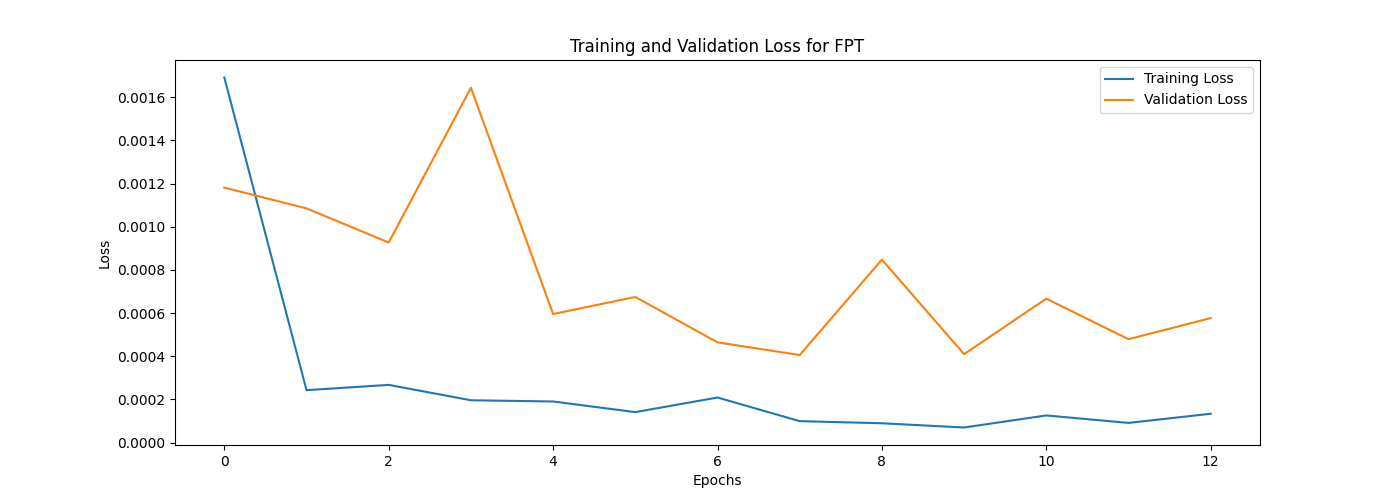 Training and Validation Loss for FPT
Training Loss
Validation Loss
Loss
0.0016
0.0014
0.0012
0.0010
0.0008
0.0006
0.0004
0.0002
0.0000
0 2 4 6 8 10 12
Epochs